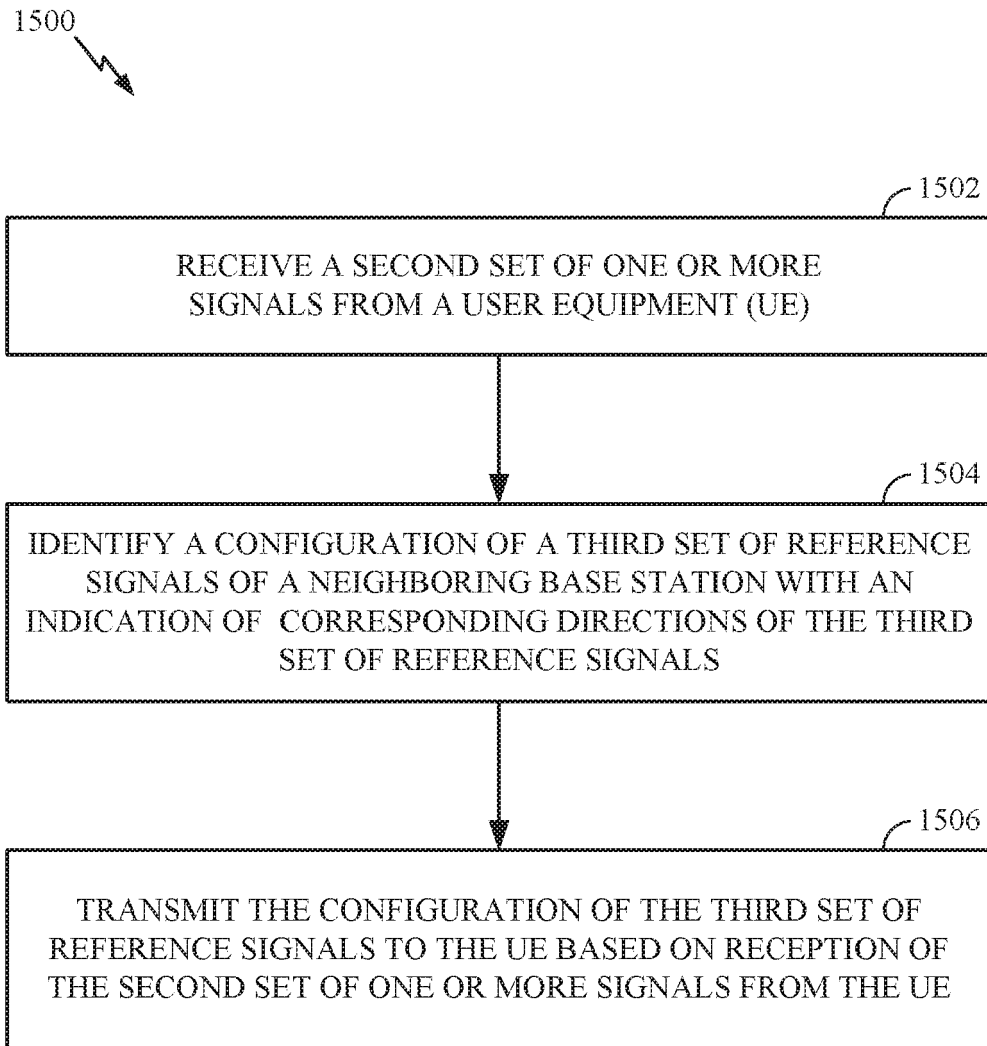 1500
1502
RECEIVE A SECOND SET OF ONE OR MORE
SIGNALS FROM A USER EQUIPMENT (UE)
1504
IDENTIFY A CONFIGURATION OF A THIRD SET OF REFERENCE
SIGNALS OF A NEIGHBORING BASE STATION WITH AN
INDICATION OF CORRESPONDING DIRECTIONS OF THE THIRD
SET OF REFERENCE SIGNALS
1506
TRANSMIT THE CONFIGURATION OF THE THIRD SET OF
REFERENCE SIGNALS TO THE UE BASED ON RECEPTION OF
THE SECOND SET OF ONE OR MORE SIGNALS FROM THE UE